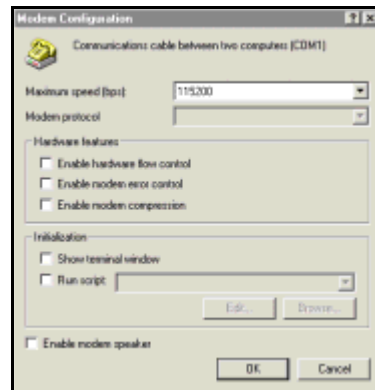 Modem Configuration
Communications cable between two computers (COM1)
Maximum speed (bps): 115200
Modem protocol
Hardware features
Enable hardware flow control
Enable modem error control
Enable modem compression
Initialization
Show terminal window
Run script:
Edit... Browse...
Enable modem speaker
OK Cancel